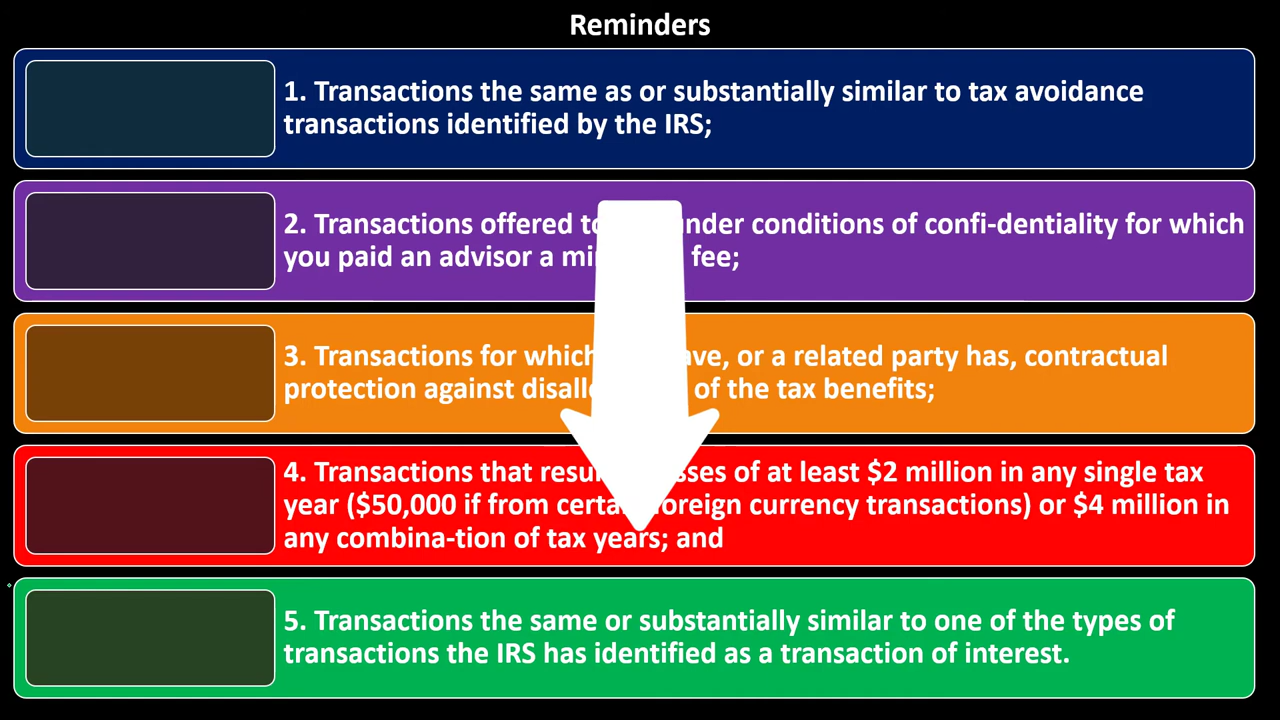 Reminders
1. Transactions the same as or substantially similar to tax avoidance
transactions identified by the IRS;
2. Transactions offered to under conditions of confi-dentiality for which
you paid an advisor a fee;
3. Transactions for which or a related party has, contractual
protection against of the tax benefits;
4. Transactions that of at least $2 million in any single tax
year ($50,000 if from certain foreign currency transactions) or $4 million in
any combina-tion of tax years; and
5. Transactions the same or substantially similar to one of the types of
transactions the IRS has identified as a transaction of interest.